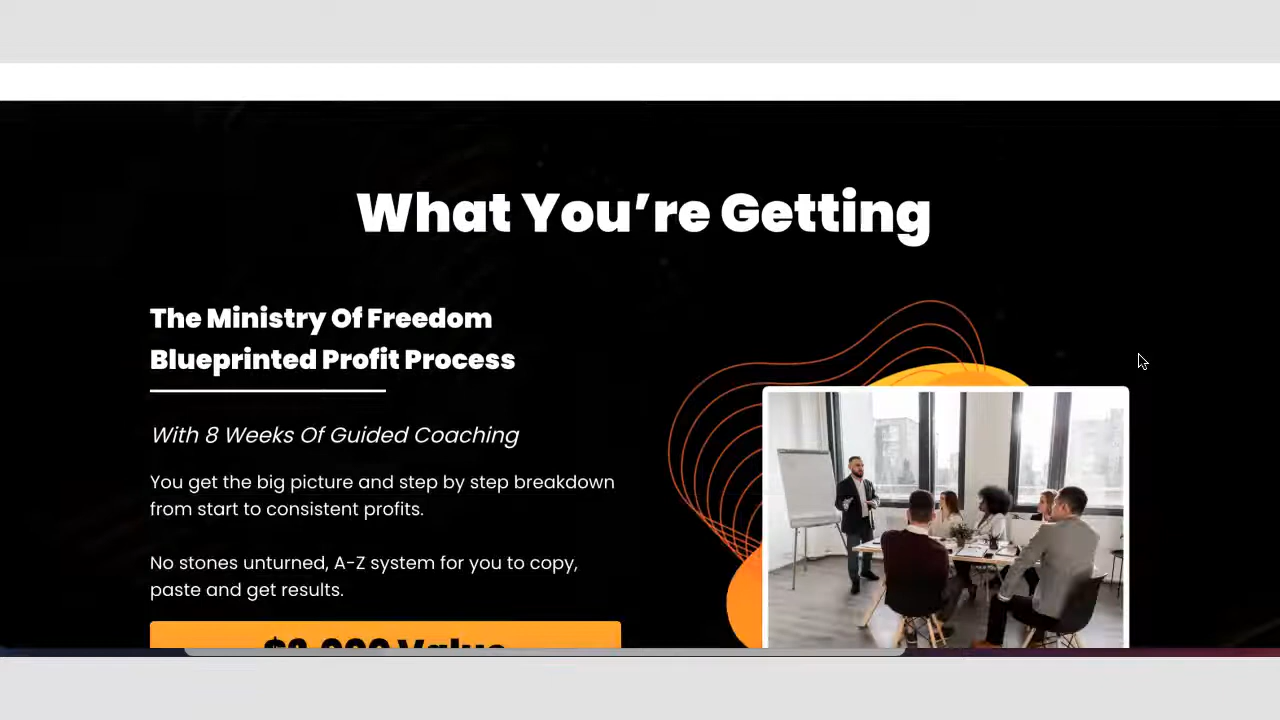 What You’re Getting
The Ministry Of Freedom
Blueprinted Profit Process
With 8 Weeks Of Guided Coaching
You get the big picture and step by step breakdown
from start to consistent profits.
No stones unturned, A-Z system for you to copy,
paste and get results.
Value